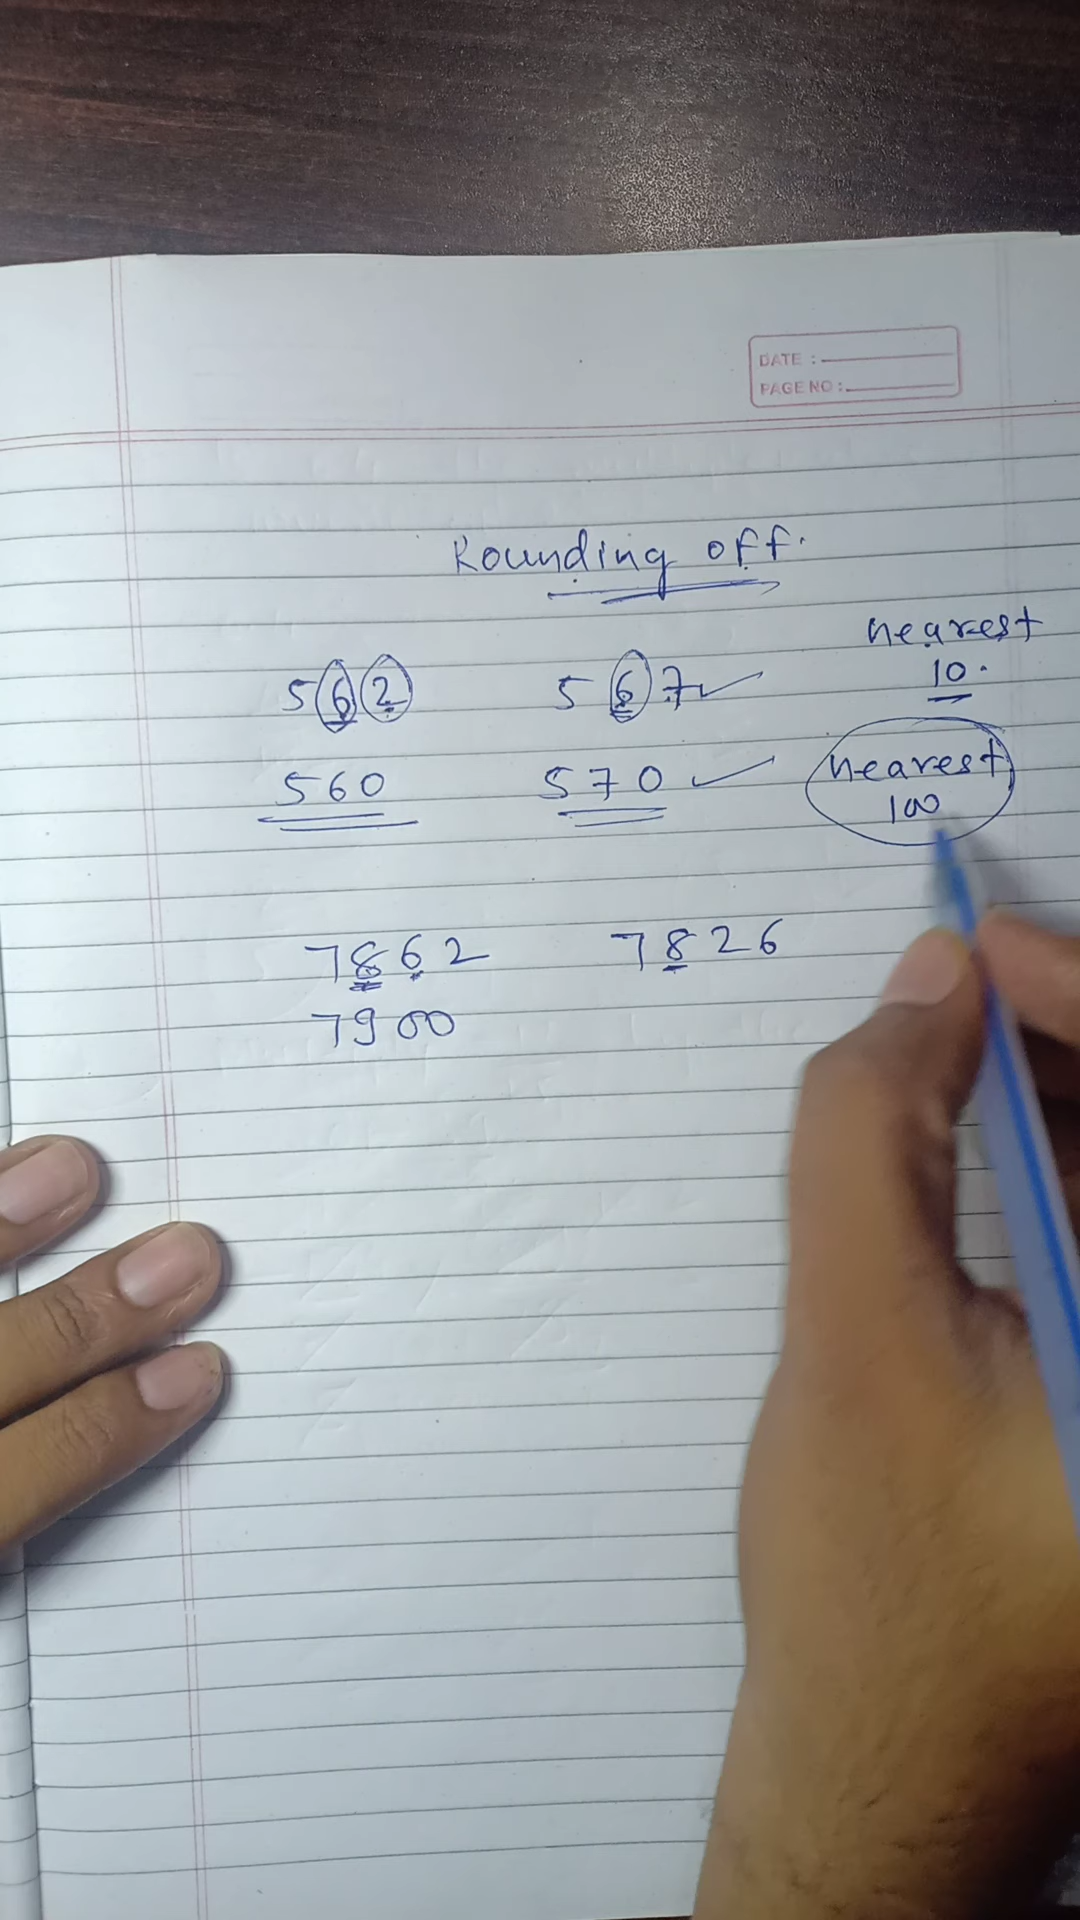 DATE :
PAGE NO :
Rounding off.
562 567 nearest 10.
560 570 nearest 100
7862 7826
7900